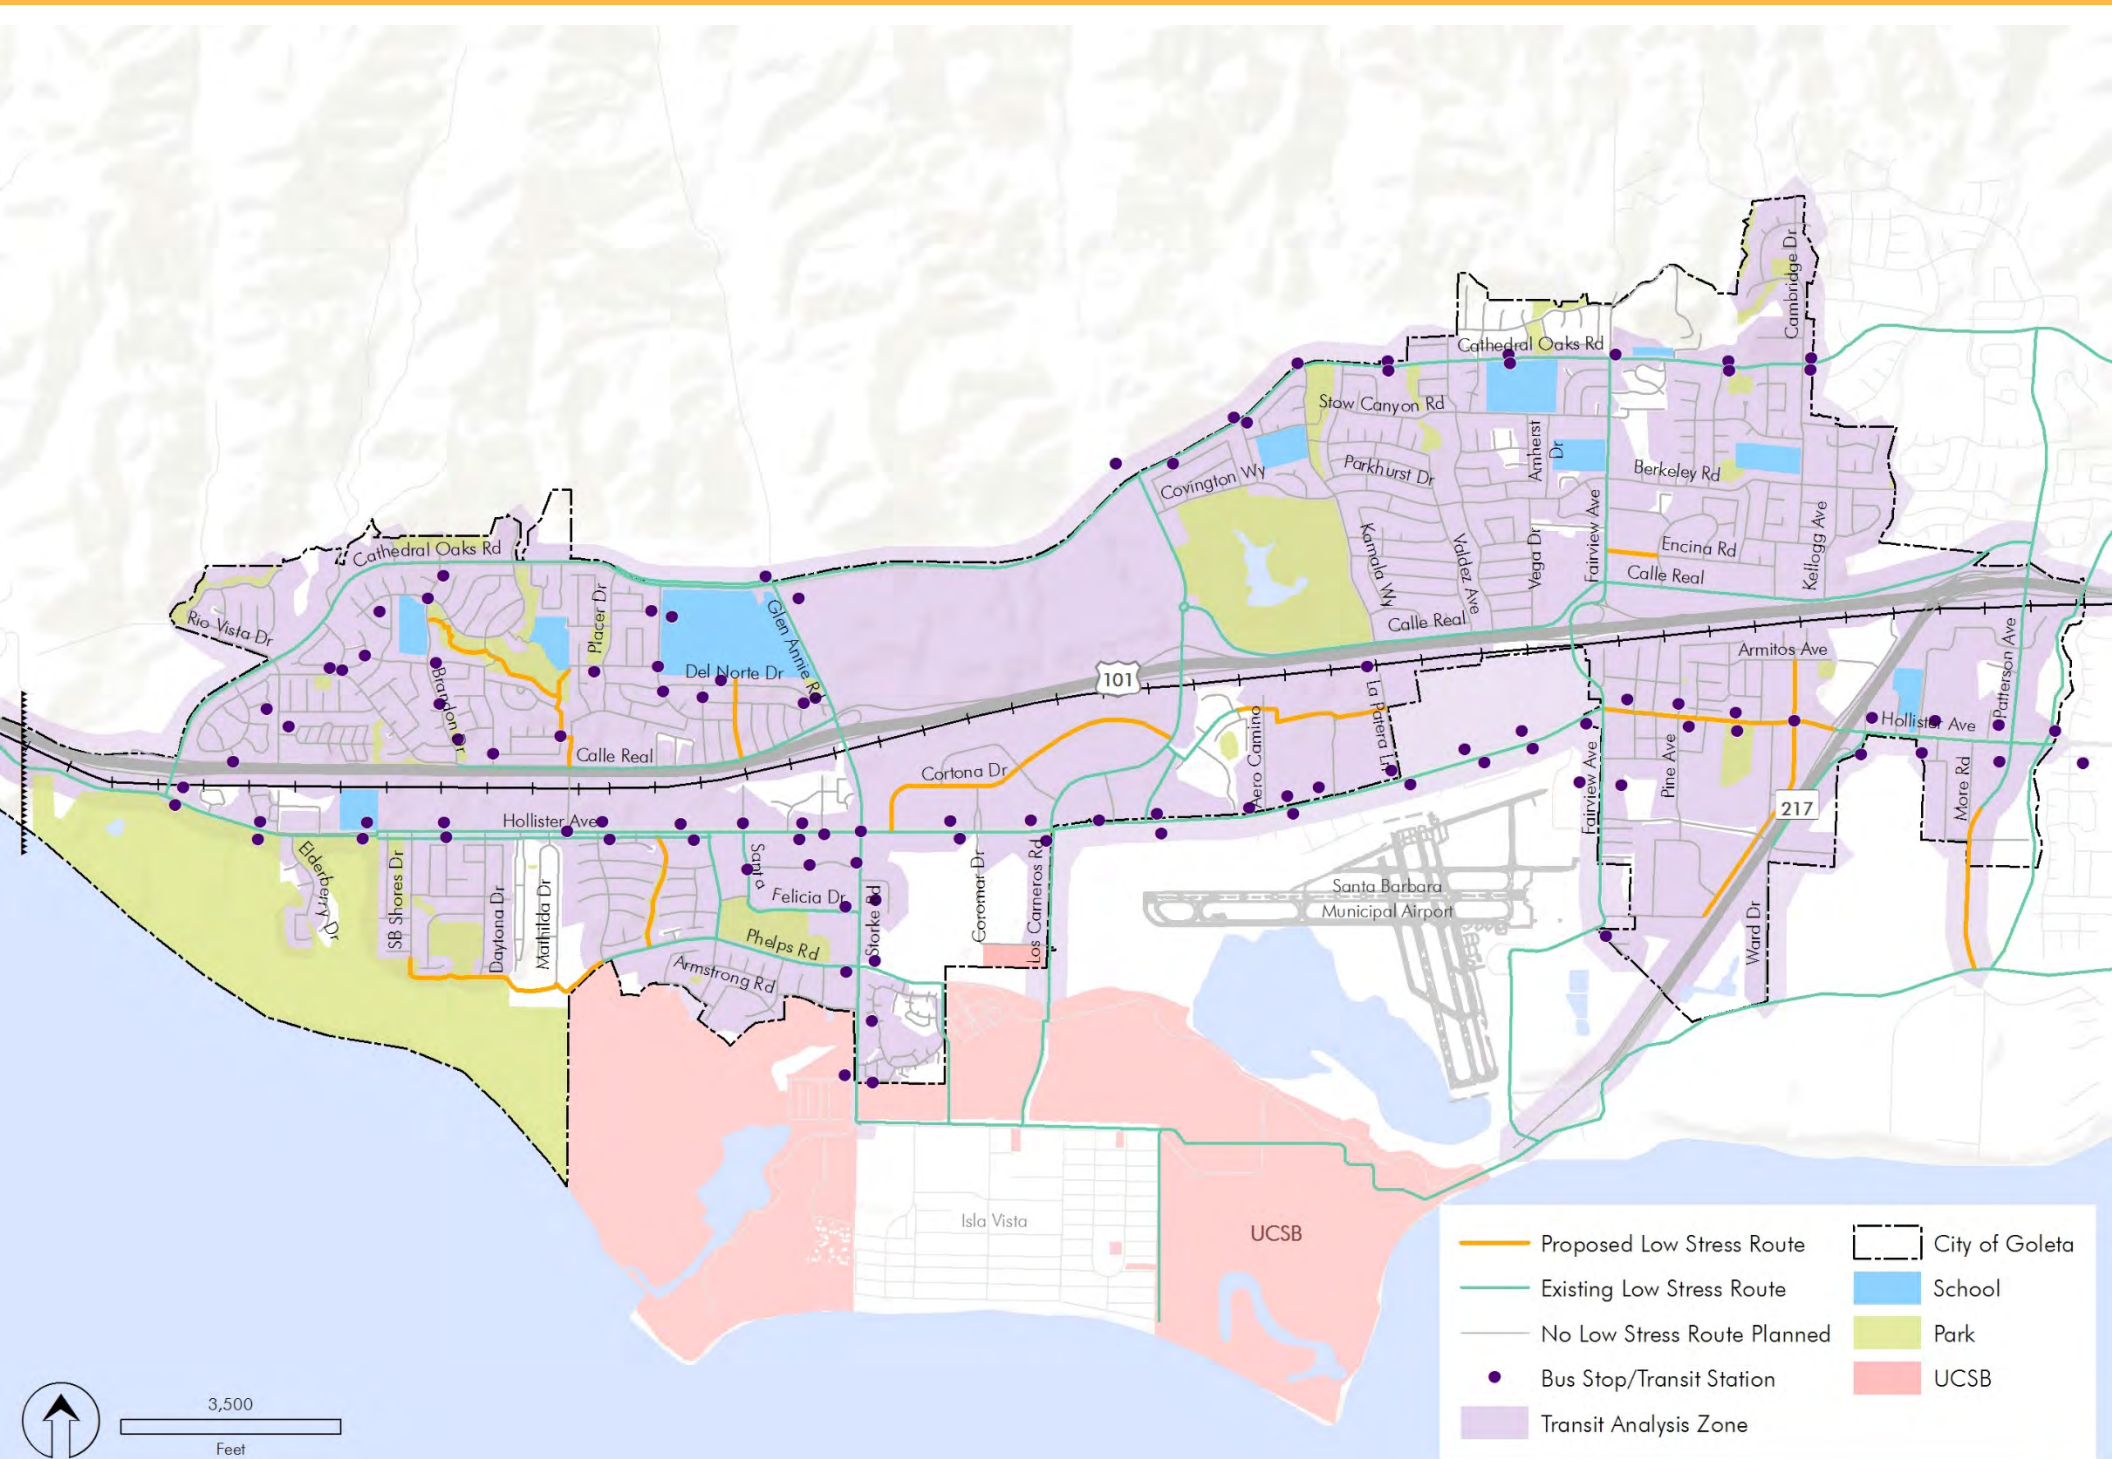 Cambridge Dr
Cathedral Oaks Rd
Stow Canyon Rd
Amherst
Dr
Covington Wy
Parkhurst Dr
Berkeley Rd
Fairview Ave
Kellogg Ave
Kamala Wy
Valdez Ave
Vega Dr
Encina Rd
Calle Real
Cathedral Oaks Rd
Rio Vista Dr
Placer Dr
Glen Annie Rd
Calle Real
Armitos Ave
Patterson Ave
Del Norte Dr
101
La Patera Ln
Brandon Dr
Hollister Ave
Calle Real
Cortona Dr
Aero Camino
Fairview Ave
Pine Ave
More Rd
217
Hollister Ave
Elderberry Dr
SB Shores Dr
Daytona Dr
Mathilda Dr
Santa
Felicia Dr
Storke Rd
Coromar Dr
Los Carneros Rd
Santa Barbara
Municipal Airport
Phelps Rd
Armstrong Rd
Ward Dr
Isla Vista
UCSB
Proposed Low Stress Route
Existing Low Stress Route
No Low Stress Route Planned
Bus Stop/Transit Station
Transit Analysis Zone
City of Goleta
School
Park
UCSB
3,500
Feet